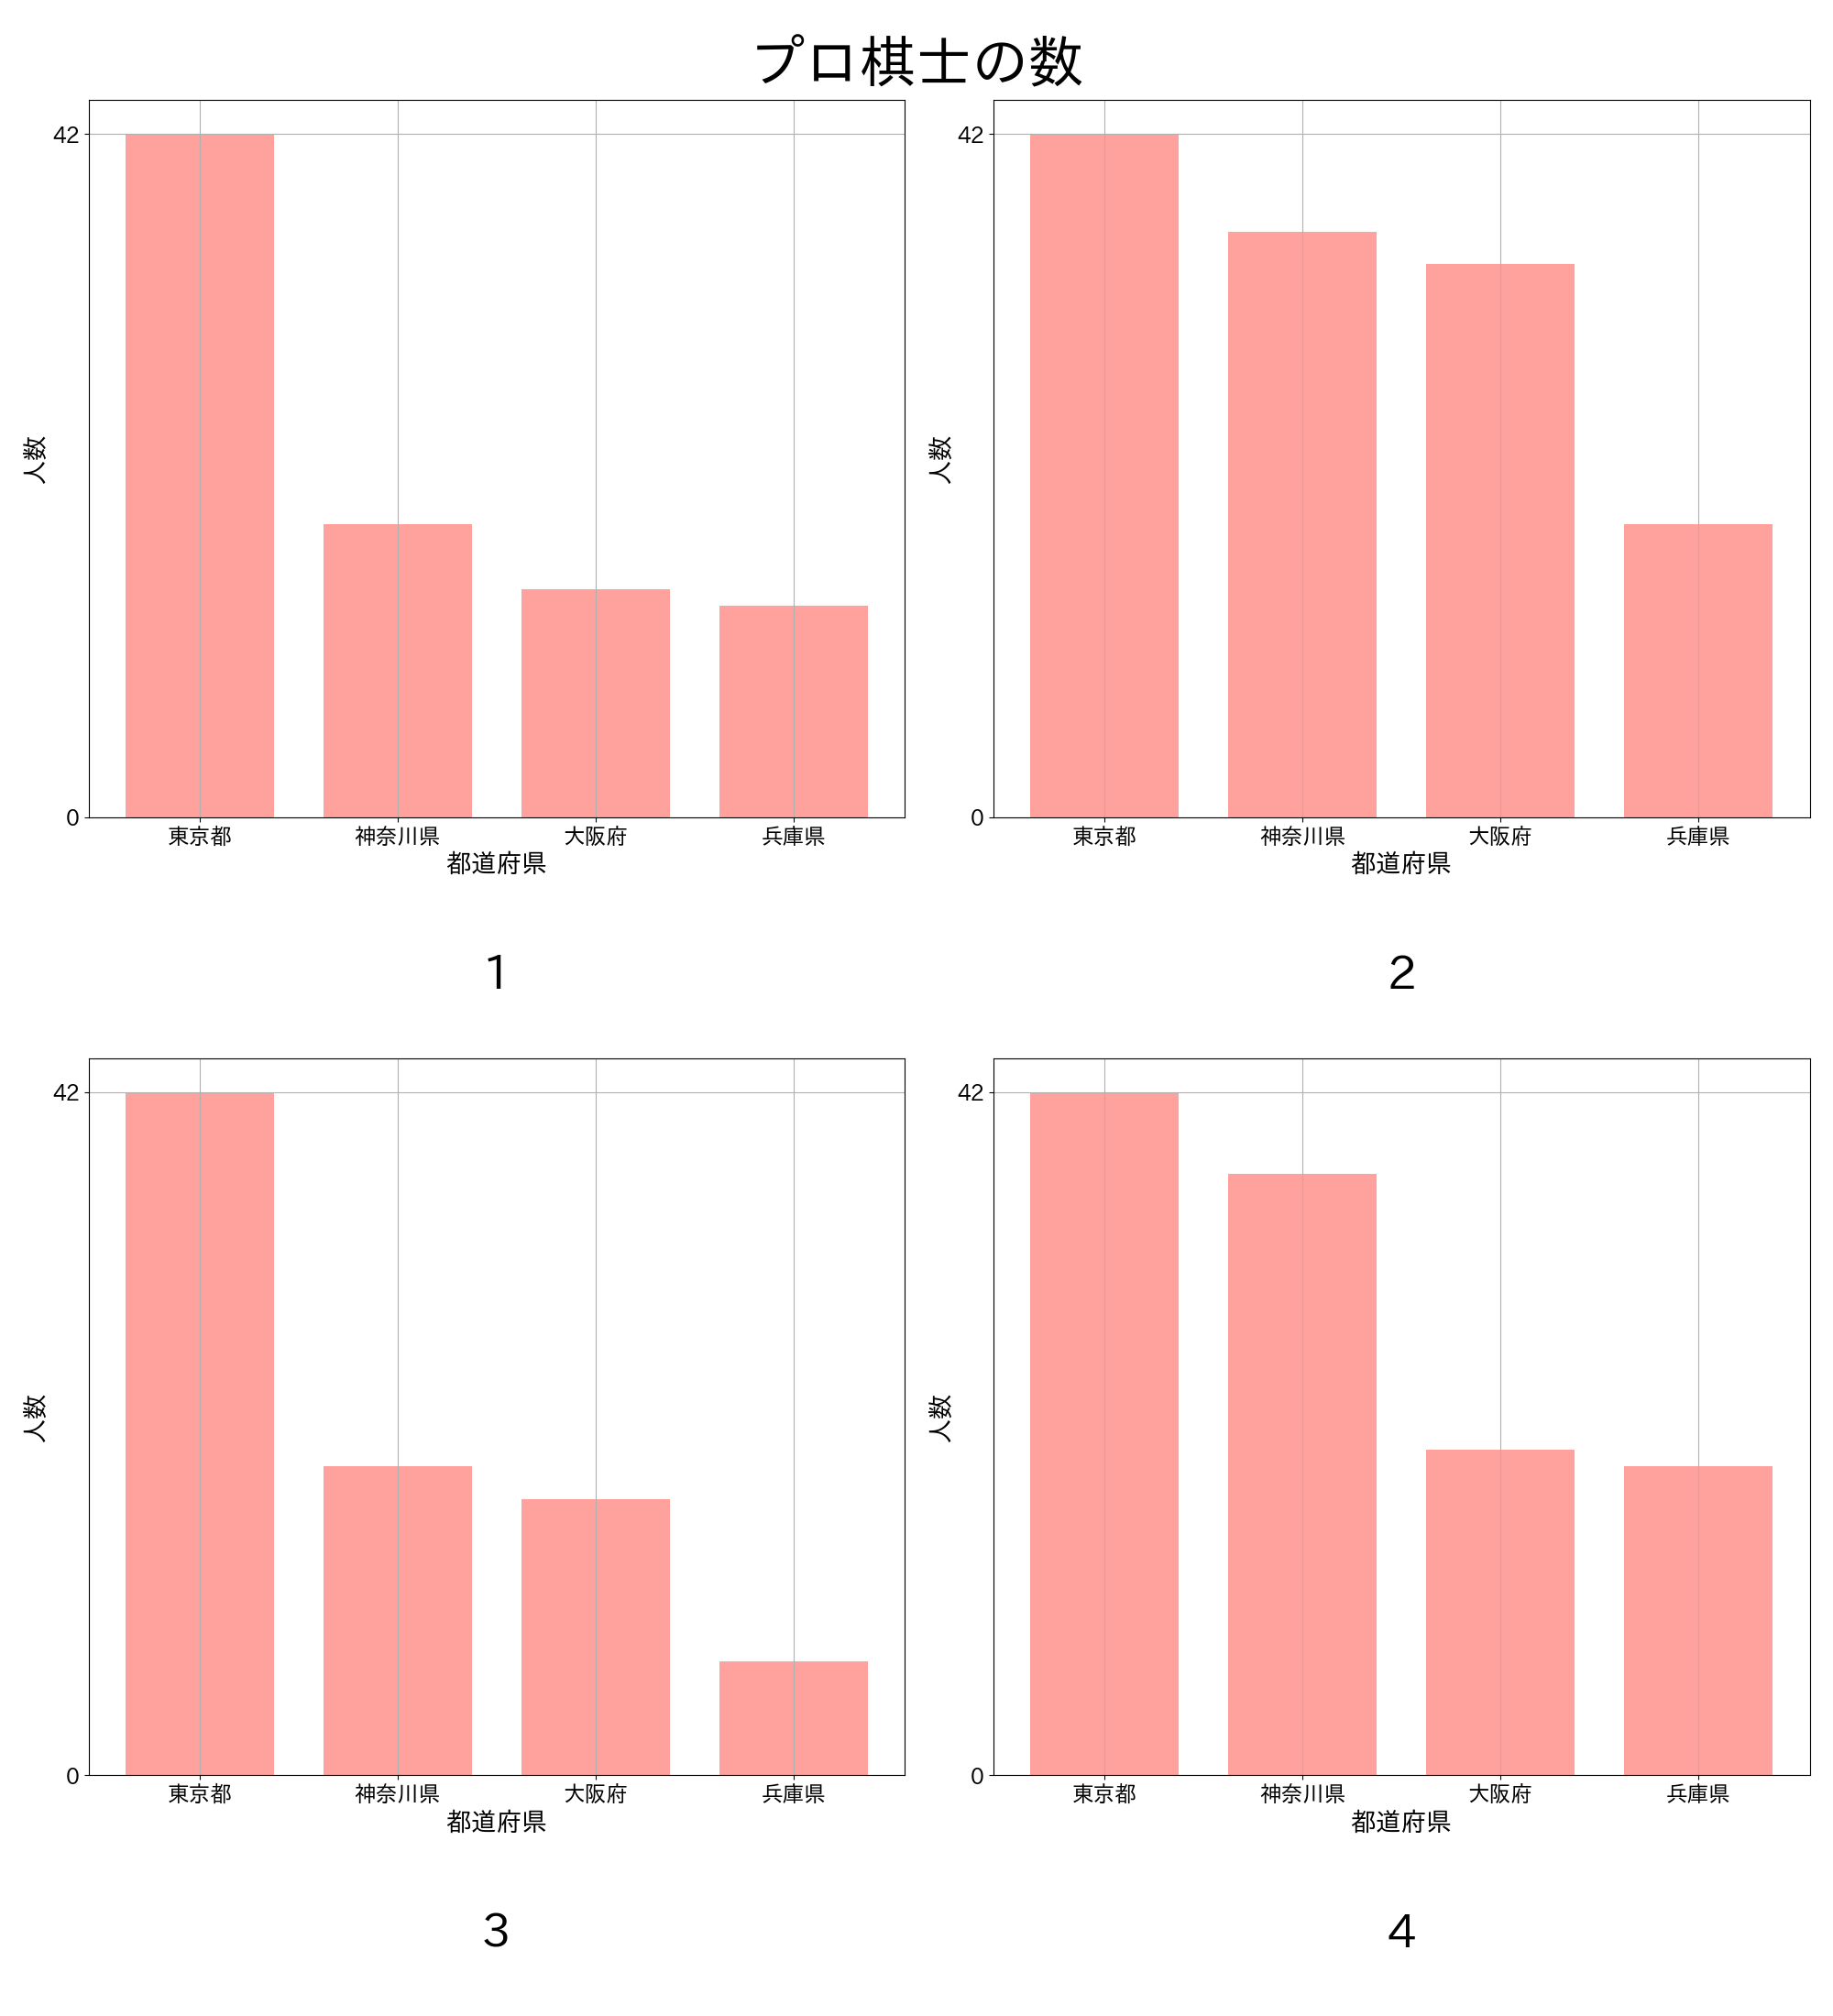 プロ棋士の数
42
0
人数
東京都 神奈川県 大阪府 兵庫県
都道府県
1
42
0
人数
東京都 神奈川県 大阪府 兵庫県
都道府県
2
42
0
人数
東京都 神奈川県 大阪府 兵庫県
都道府県
3
42
0
人数
東京都 神奈川県 大阪府 兵庫県
都道府県
4